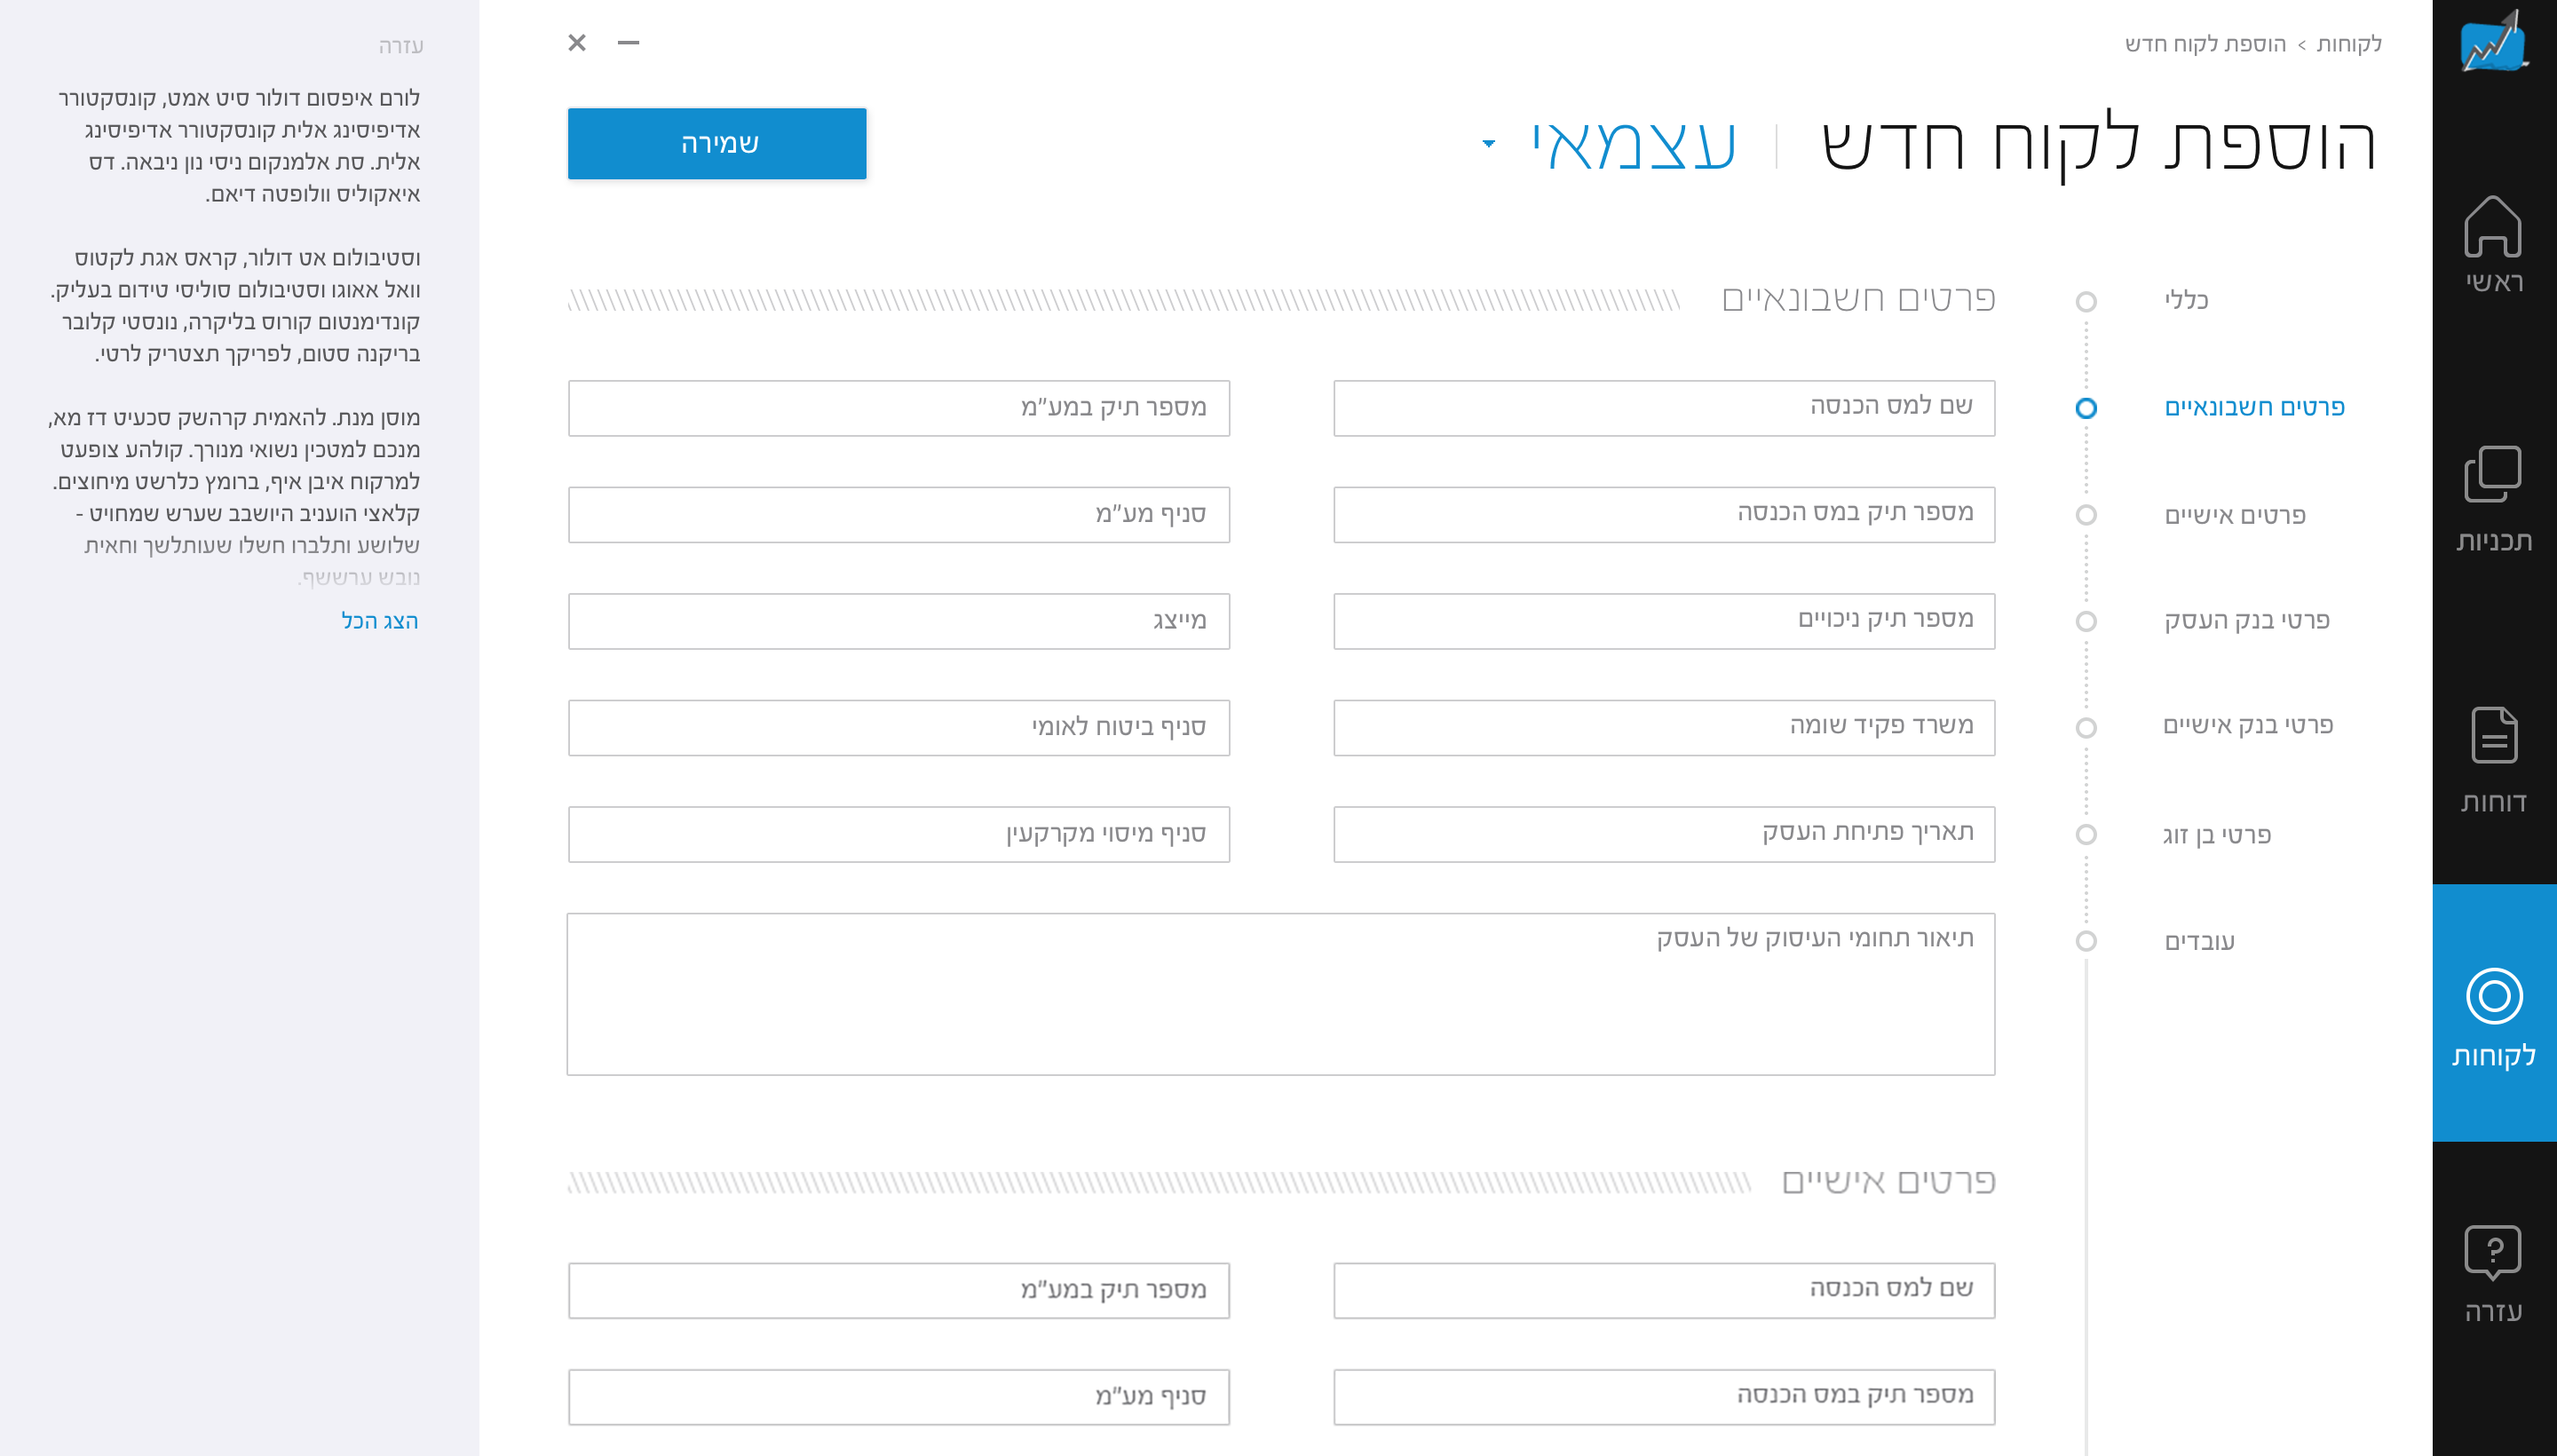 לקוחות > הוספת לקוח חדש
הוספת לקוח חדש | עצמאי
שמירה
ראשי
תכניות
דוחות
לקוחות
עזרה
כללי
פרטים חשבונאיים
פרטים אישיים
פרטי בנק העסק
פרטי בנק אישיים
פרטי בן זוג
עובדים
פרטים חשבונאיים
שם למס הכנסה
מספר תיק במע"מ
מספר תיק במס הכנסה
סניף מע"מ
מספר תיק ניכויים
מייצג
משרד פקיד שומה
סניף ביטוח לאומי
תאריך פתיחת העסק
סניף מיסוי מקרקעין
תיאור תחומי העיסוק של העסק
פרטים אישיים
שם למס הכנסה
מספר תיק במע"מ
מספר תיק במס הכנסה
סניף מע"מ
עזרה
לורם איפסום דולור סיט אמט, קונסקטורר
אדיפיסינג אלית קונסקטורר אדיפיסינג
אלית. סת אלמנקום ניסי נון ניבאה. דס
איאקוליס וולופטה דיאם.
וסטיבולום אט דולור, קראס אגת לקטוס
וואל אאוגו וסטיבולום סוליסי טידום בעליק.
קונדימנטום קורוס בליקרה, נונסטי קלובר
בריקנה סטום, לפריקך תצטריק לרטי.
מוסן מנת. להאמית קרהשק סכעיט דז מא,
מנכם למטכין נשואי מנורך. קולהע צופעט
למרקוח איבן איף, ברומץ כלרשט מיחוצים.
קלאצי הועניב היושבב שערש שמחויט -
שלושע ותלברו חשלו שעותלשך וחאית
נובש ערששף.
הצג הכל